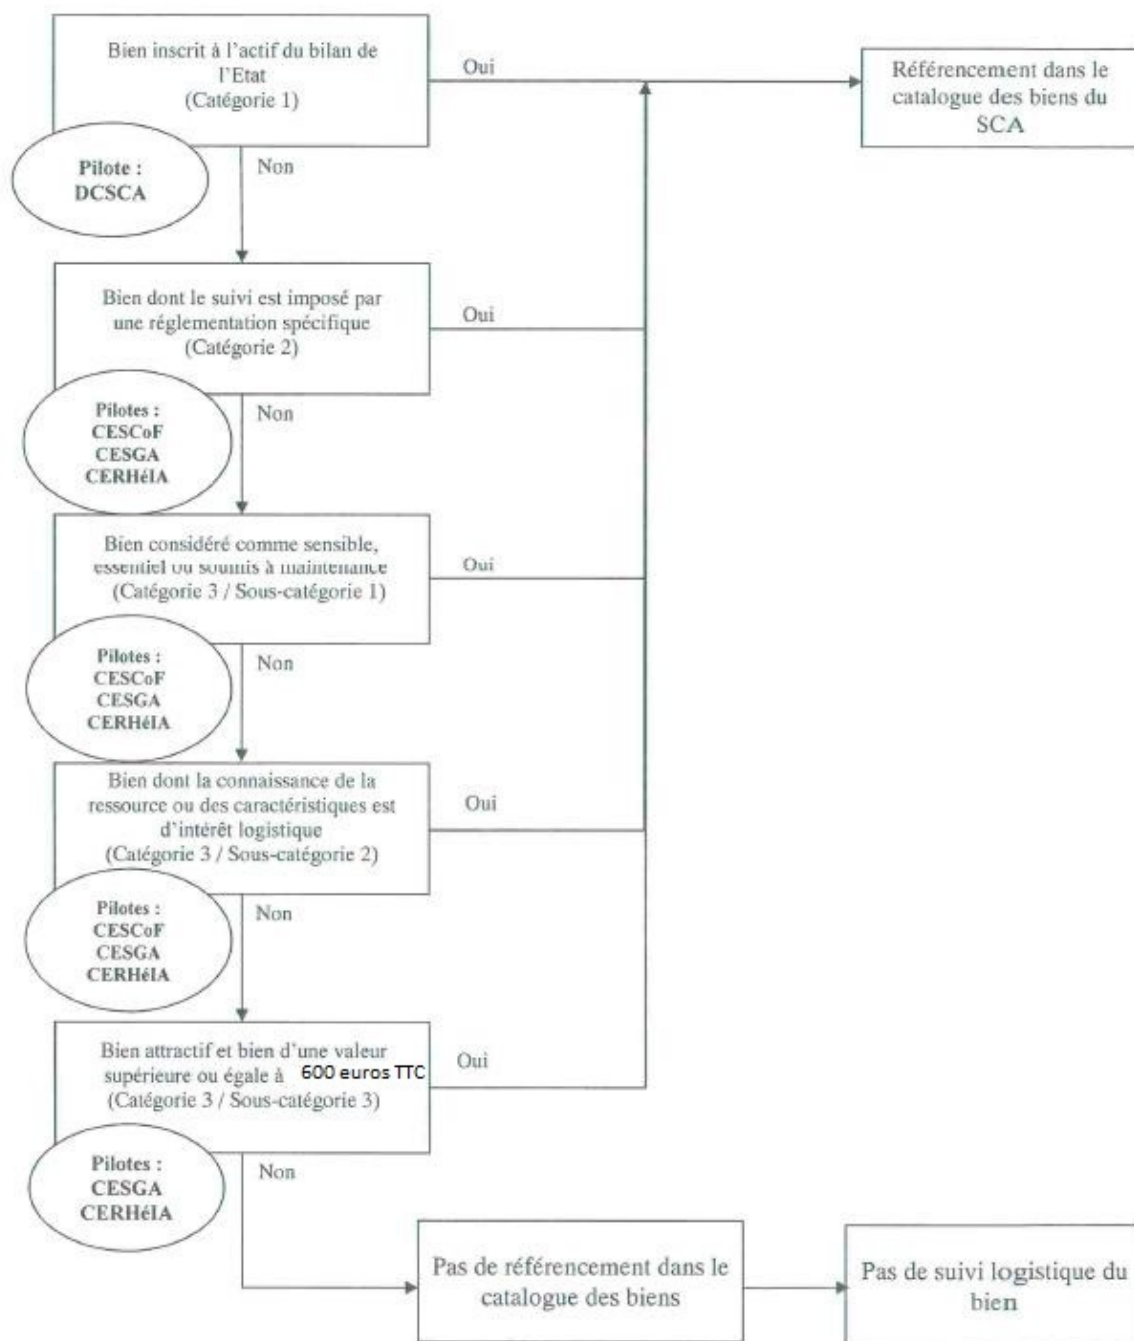 Bien inscrit à l'actif du bilan de
l'Etat
(Catégorie 1)
Oui
Référencement dans le
catalogue des biens du
SCA
Pilote :
DCSCA
Non
Bien dont le suivi est imposé par
une réglementation spécifique
(Catégorie 2)
Oui
Pilotes :
CESCoF
CESGA
CERHéIA
Non
Bien considéré comme sensible,
essentiel ou soumis à maintenance
(Catégorie 3 / Sous-catégorie 1)
Oui
Pilotes :
CESCoF
CESGA
CERHéIA
Non
Bien dont la connaissance de la
ressource ou des caractéristiques est
d'intérêt logistique
(Catégorie 3 / Sous-catégorie 2)
Oui
Pilotes :
CESCoF
CESGA
CERHéIA
Non
Bien attractif et bien d'une valeur
supérieure ou égale à 600 euros TTC
(Catégorie 3 / Sous-catégorie 3)
Oui
Pilotes :
CESGA
CERHéIA
Non
Pas de référencement dans le
catalogue des biens
Pas de suivi logistique du
bien